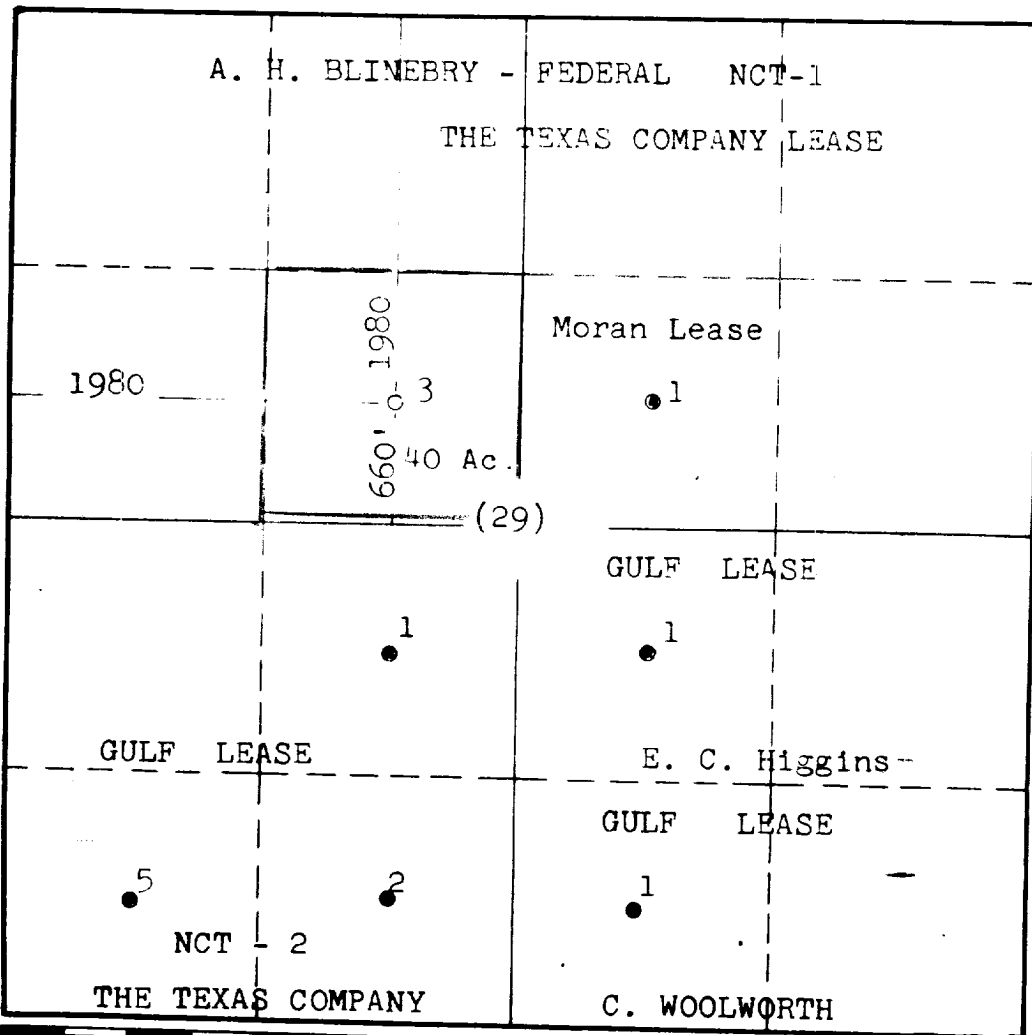 A. H. BLINEBRY - FEDERAL NCT-1
THE TEXAS COMPANY LEASE
Moran Lease
1980
1980
3
1
660'
40 Ac.
(29)
GULF LEASE
1
1
GULF LEASE
E. C. Higgins
GULF LEASE
5
2
1
NCT - 2
THE TEXAS COMPANY
C. WOOLWORTH